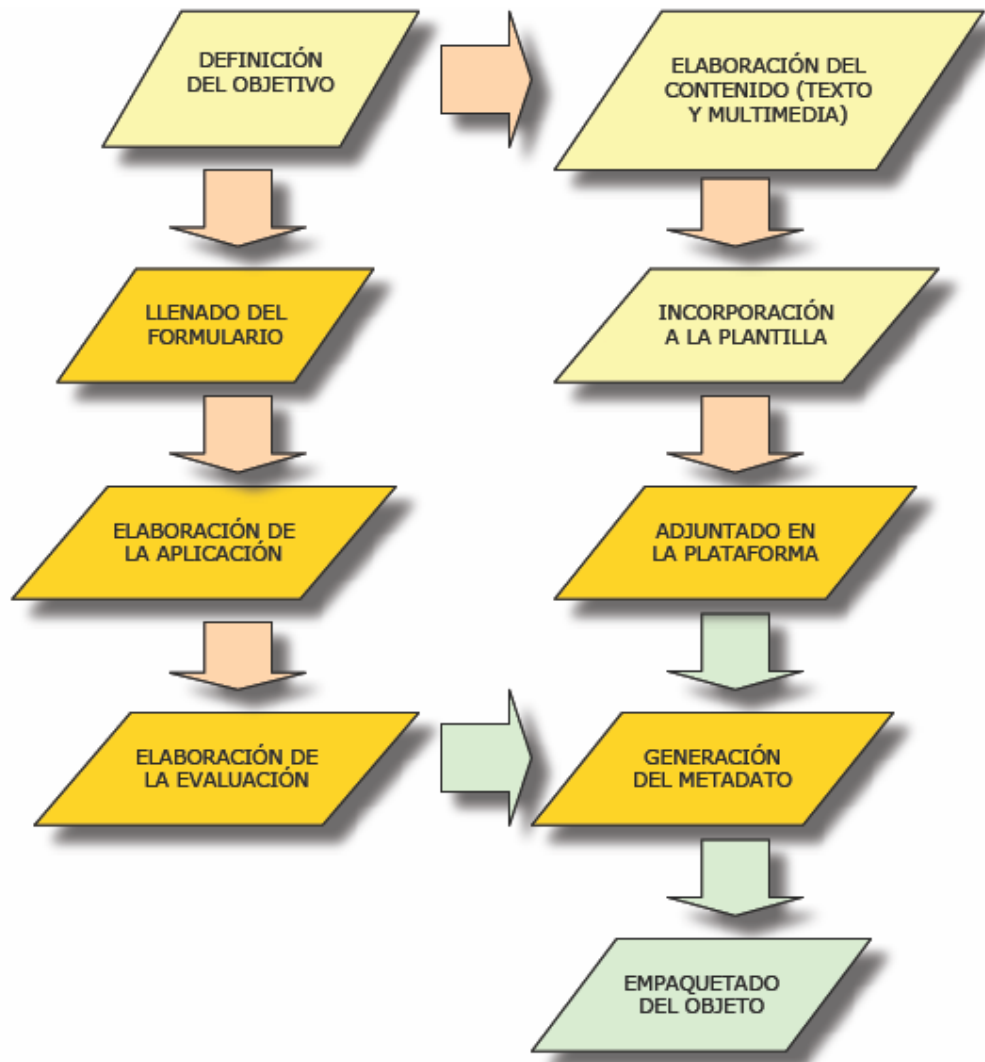 DEFINICIÓN
DEL OBJETIVO
ELABORACIÓN DEL
CONTENIDO (TEXTO
Y MULTIMEDIA)
LLENADO DEL
FORMULARIO
INCORPORACIÓN
A LA PLANTILLA
ELABORACIÓN DE
LA APLICACIÓN
ADJUNTADO EN
LA PLATAFORMA
ELABORACIÓN DE
LA EVALUACIÓN
GENERACIÓN
DEL METADATO
EMPAQUETADO
DEL OBJETO